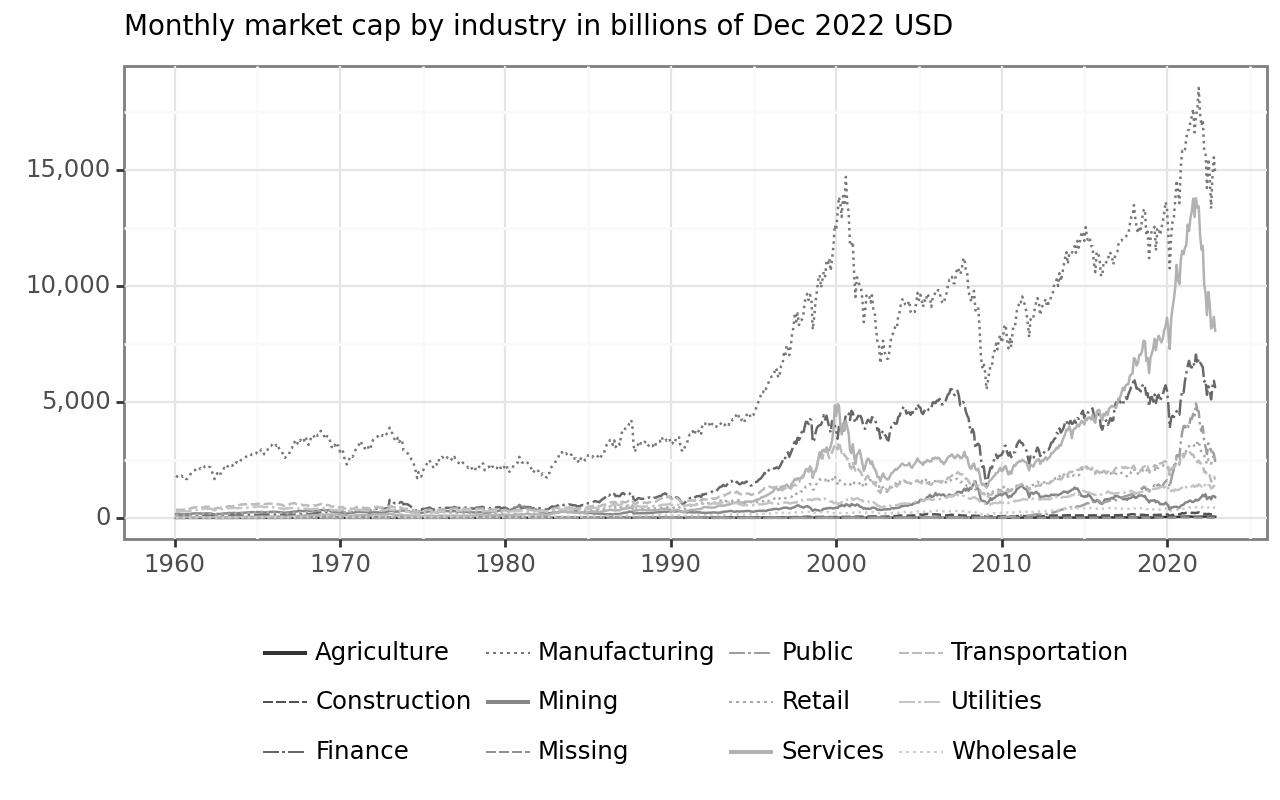 Monthly market cap by industry in billions of Dec 2022 USD
15,000
10,000
5,000
0
1960 1970 1980 1990 2000 2010 2020
Agriculture Manufacturing Public Transportation
Construction Mining Retail Utilities
Finance Missing Services Wholesale